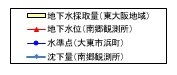 地下水採取量(東大阪地域)
地下水位(南郷観測所)
水準点(大東市浜町)
沈下量(南郷観測所)